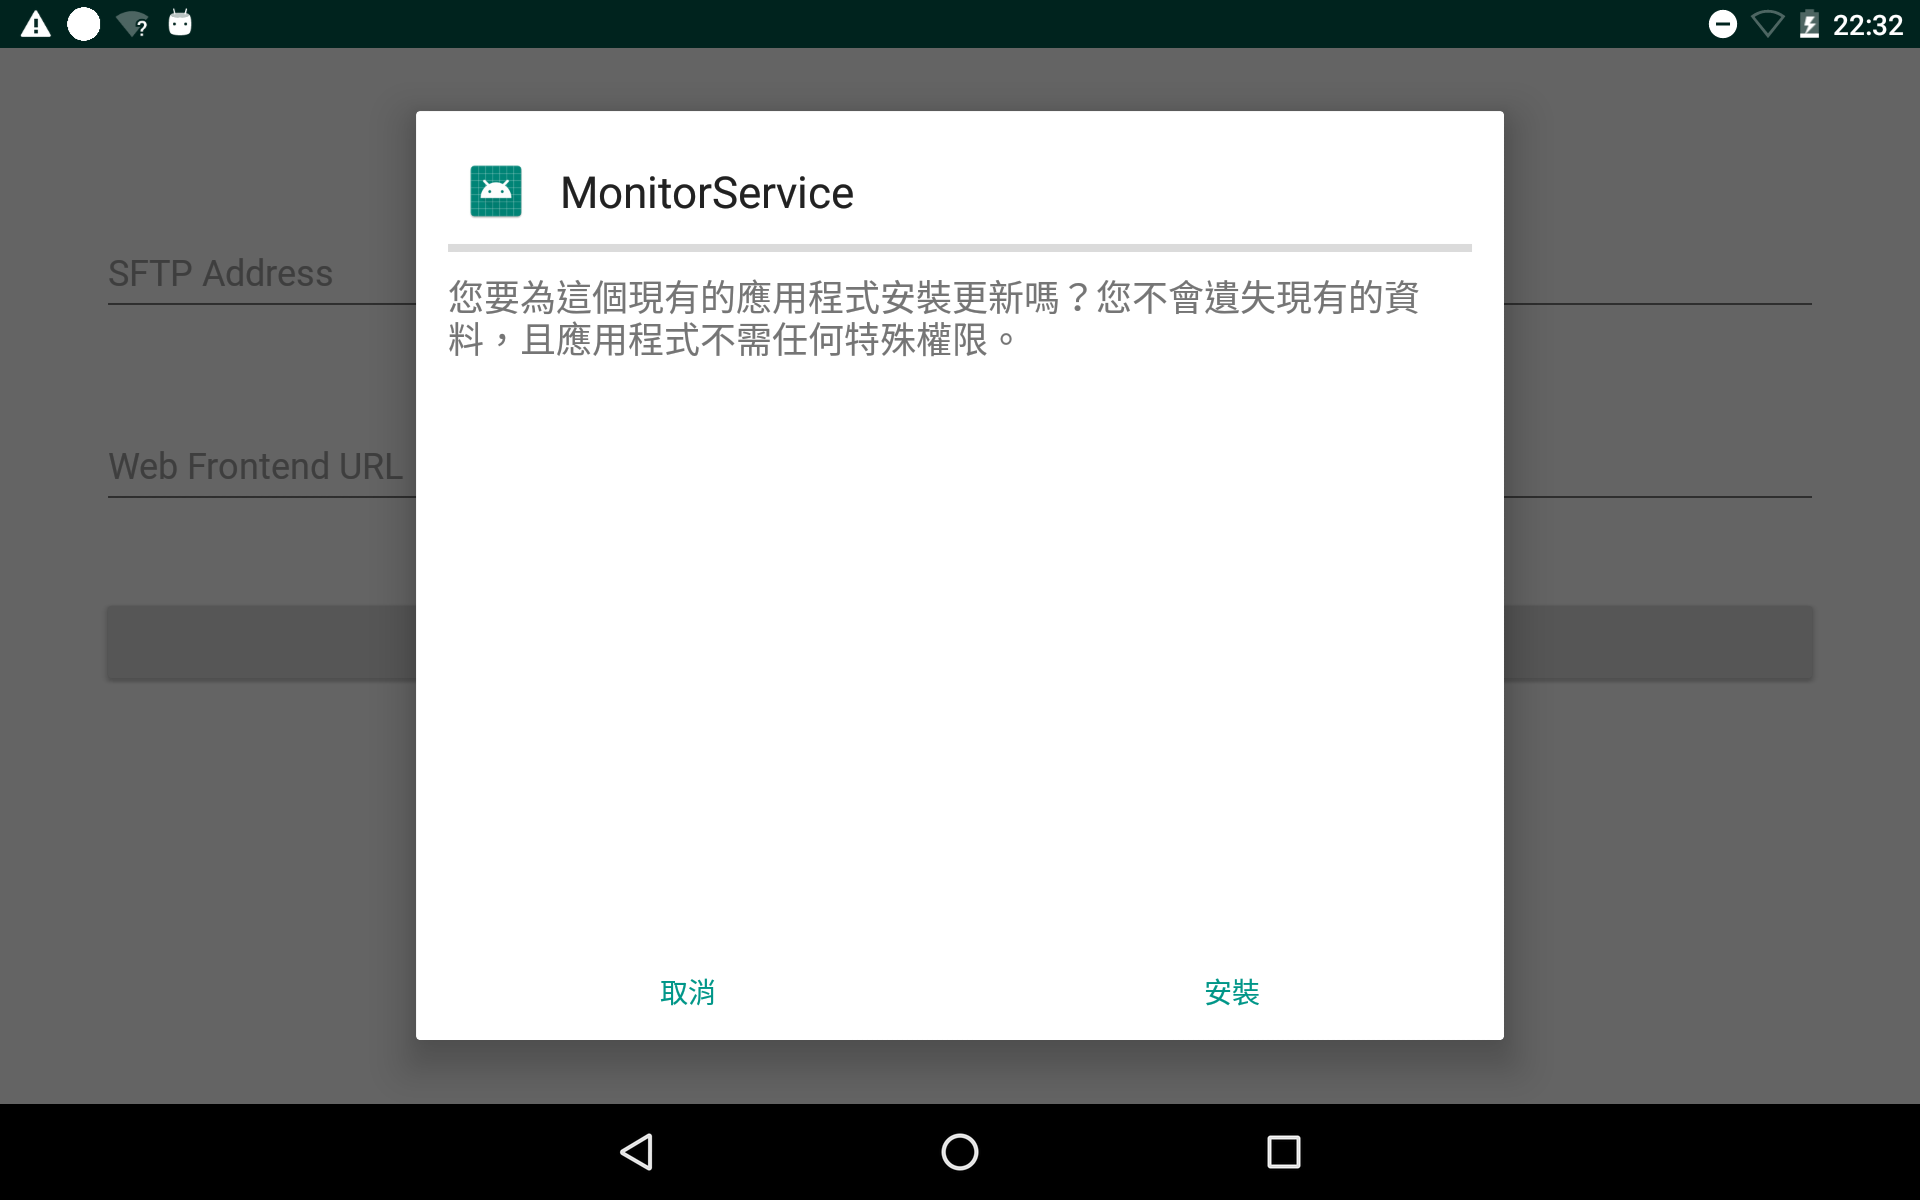 22:32
MonitorService
您要為這個現有的應用程式安裝更新嗎？您不會遺失現有的資
料，且應用程式不需任何特殊權限。
SFTP Address
Web Frontend URL
取消
安裝